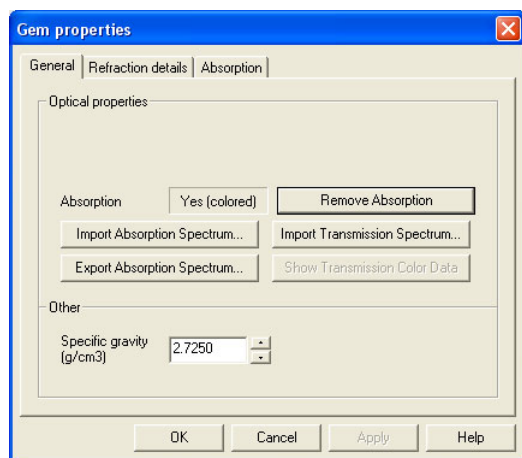 Gem properties
General Refraction details Absorption
Optical properties
Absorption Yes (colored) Remove Absorption
Import Absorption Spectrum... Import Transmission Spectrum...
Export Absorption Spectrum... Show Transmission Color Data
Other
Specific gravity
(g/cm3) 2.7250
OK Cancel Apply Help